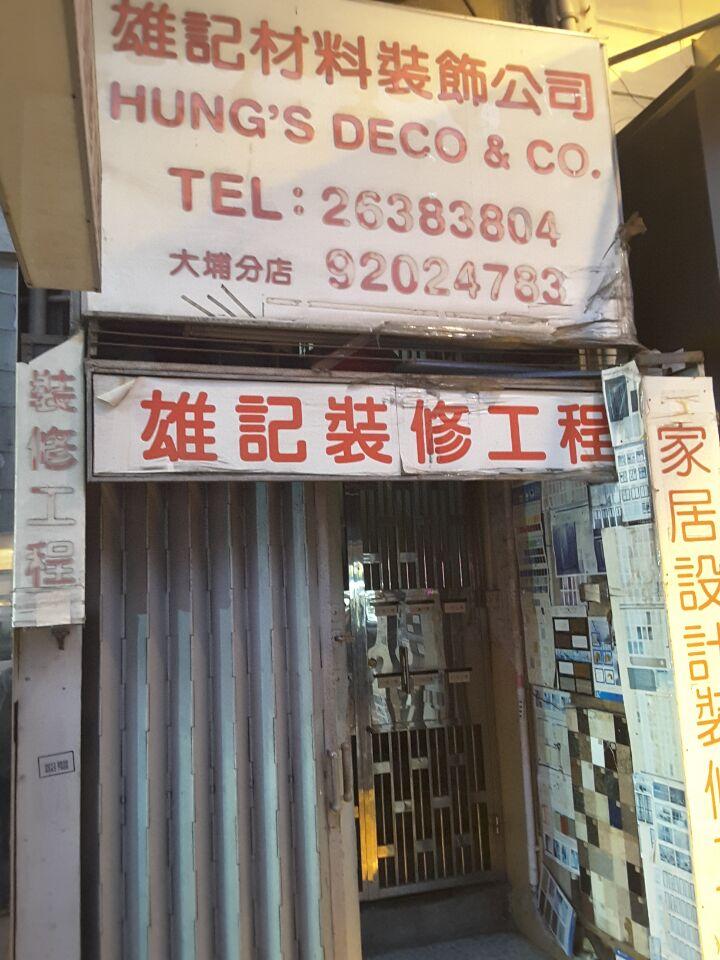 雄記材料裝飾公司
HUNG'S DECO & CO.
TEL: 26383804
大埔分店 92024783
雄記裝修工程
裝修工程
家居設計裝修